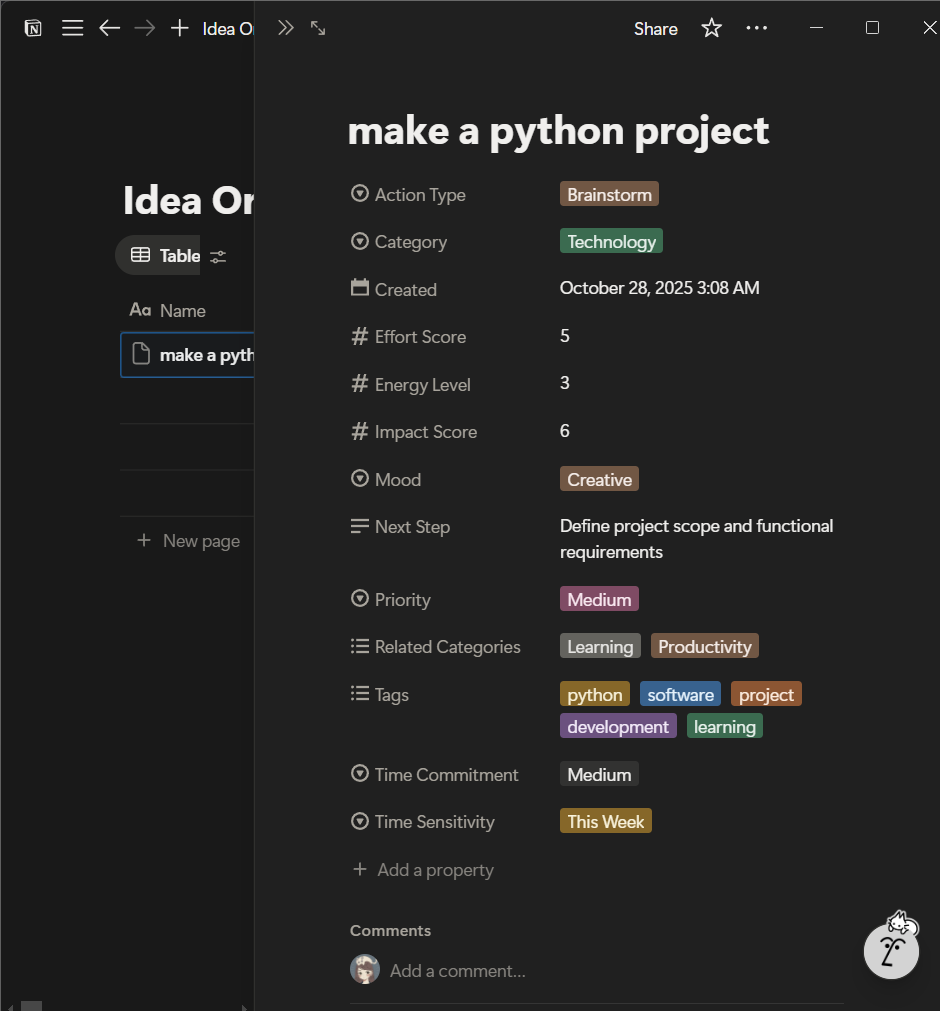 Idea Or
Share
make a python project
Idea Or
Table
Aa Name
make a pyth
New page
Action Type Brainstorm
Category Technology
Created October 28, 2025 3:08 AM
Effort Score 5
Energy Level 3
Impact Score 6
Mood Creative
Next Step Define project scope and functional
requirements
Priority Medium
Related Categories Learning Productivity
Tags python software project
development learning
Time Commitment Medium
Time Sensitivity This Week
Add a property
Comments
Add a comment...